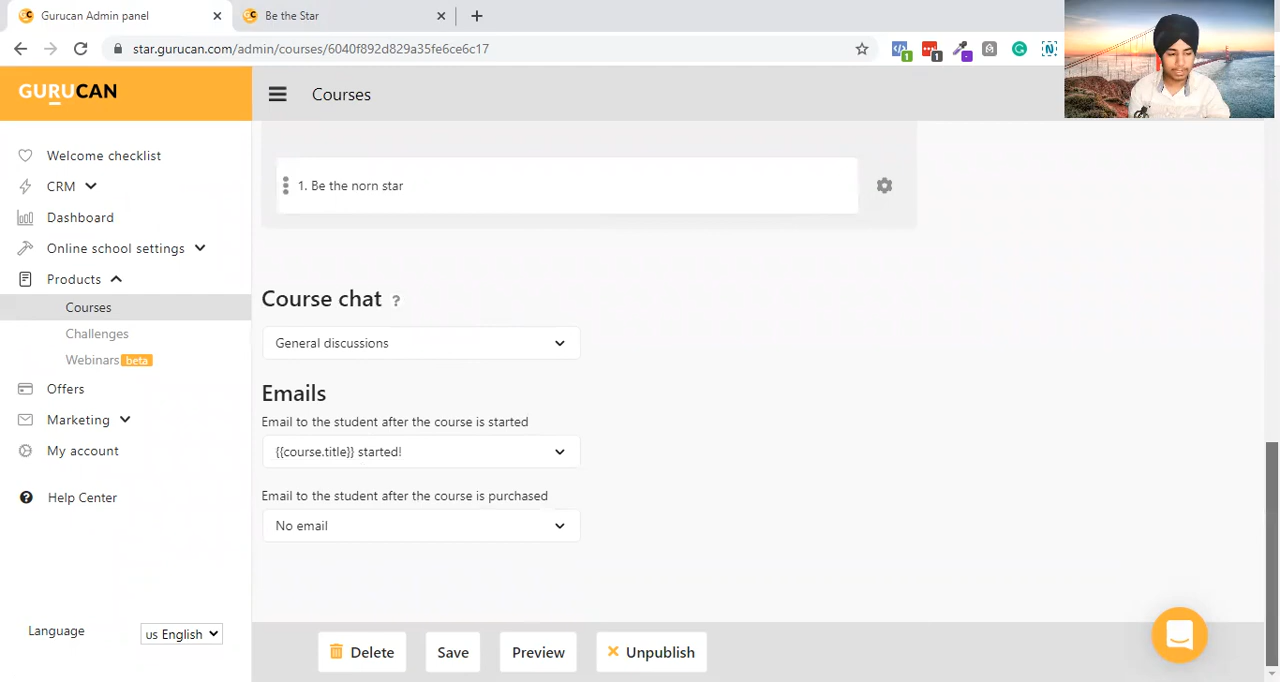 Gurucan Admin panel
Be the Star
star.gurucan.com/admin/courses/6040f892d829a35fe6ce6c17
1
1
GURUCAN
Courses
Welcome checklist
CRM
Dashboard
Online school settings
Products
Courses
Challenges
Webinars beta
Offers
Marketing
My account
Help Center
Language
us English
1. Be the norn star
Course chat ?
General discussions
Emails
Email to the student after the course is started
{{course.title}} started!
Email to the student after the course is purchased
No email
Delete
Save
Preview
Unpublish